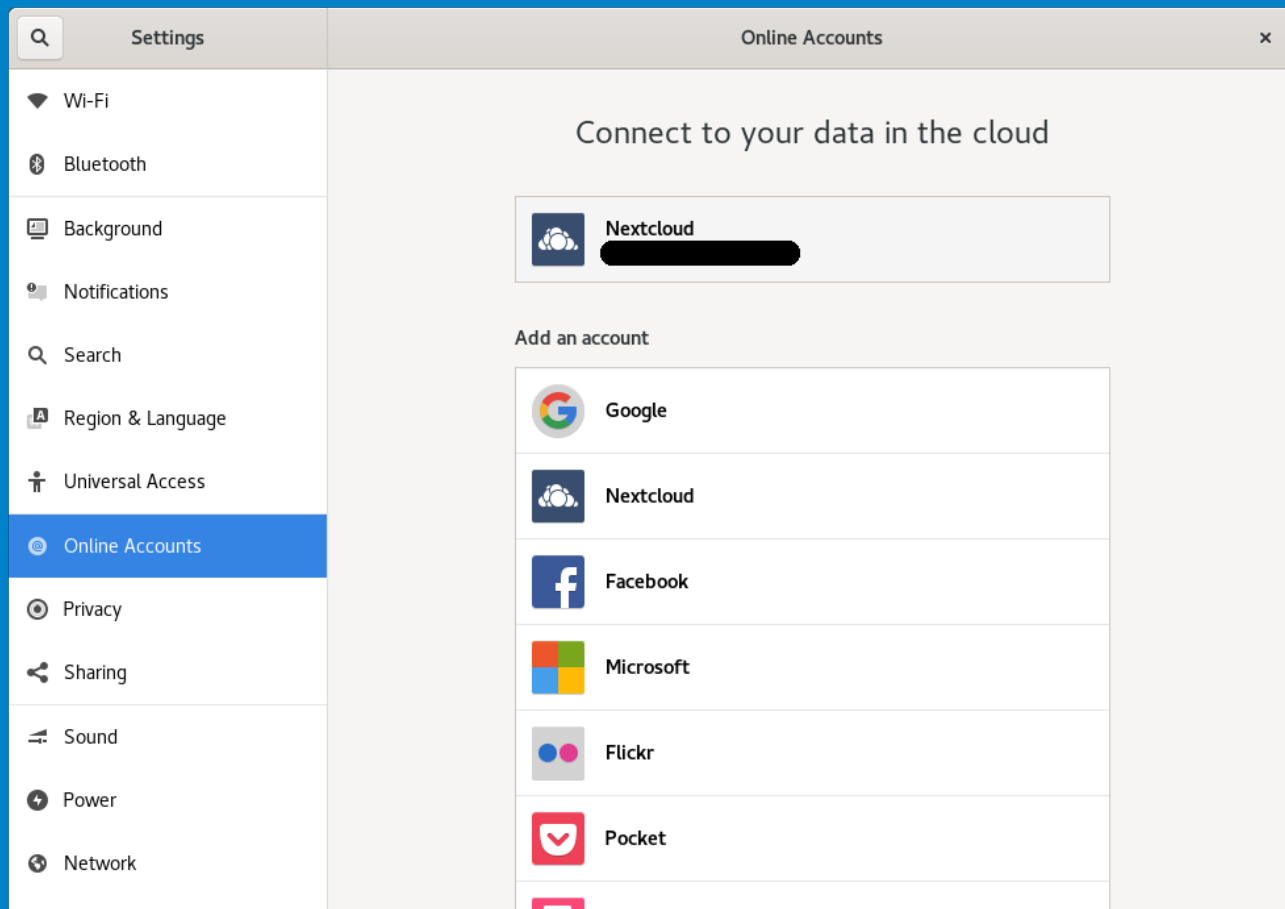 Settings
Online Accounts
Wi-Fi
Bluetooth
Background
Notifications
Search
Region & Language
Universal Access
Online Accounts
Privacy
Sharing
Sound
Power
Network
Connect to your data in the cloud
Nextcloud
Add an account
Google
Nextcloud
Facebook
Microsoft
Flickr
Pocket